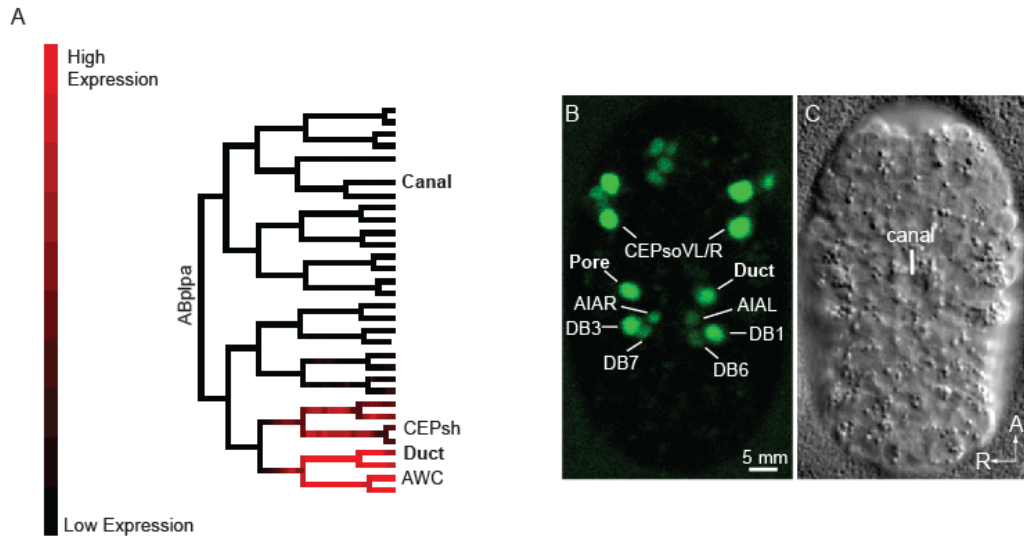 A
High
Expression
Low Expression
ABplpa
Canal
CEPsh
Duct
AWC
B
CEPsoVL/R
Pore
Duct
AIAR
AIAL
DB3
DB1
DB7
DB6
5 mm
C
canal
A
R